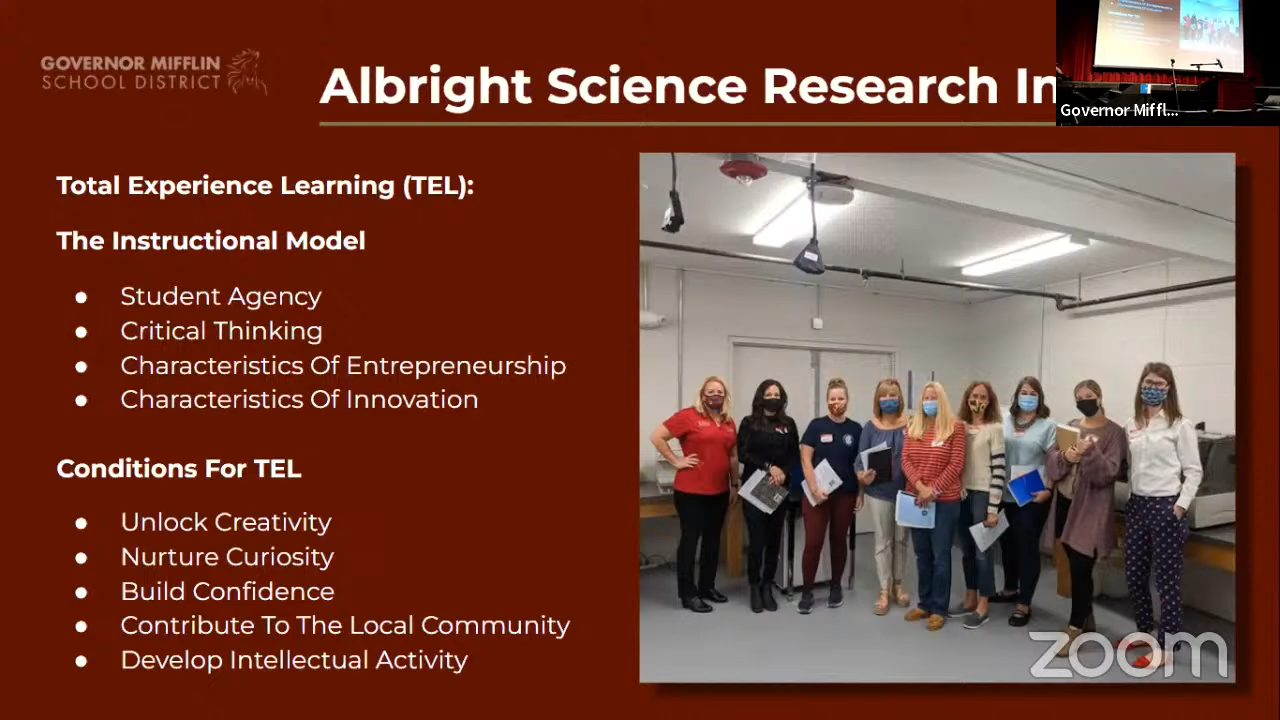 GOVERNOR MIFFLIN
SCHOOL DISTRICT
Albright Science Research In
Governor Miffl...
Total Experience Learning (TEL):
The Instructional Model
● Student Agency
● Critical Thinking
● Characteristics Of Entrepreneurship
● Characteristics Of Innovation
Conditions For TEL
● Unlock Creativity
● Nurture Curiosity
● Build Confidence
● Contribute To The Local Community
● Develop Intellectual Activity
zoom